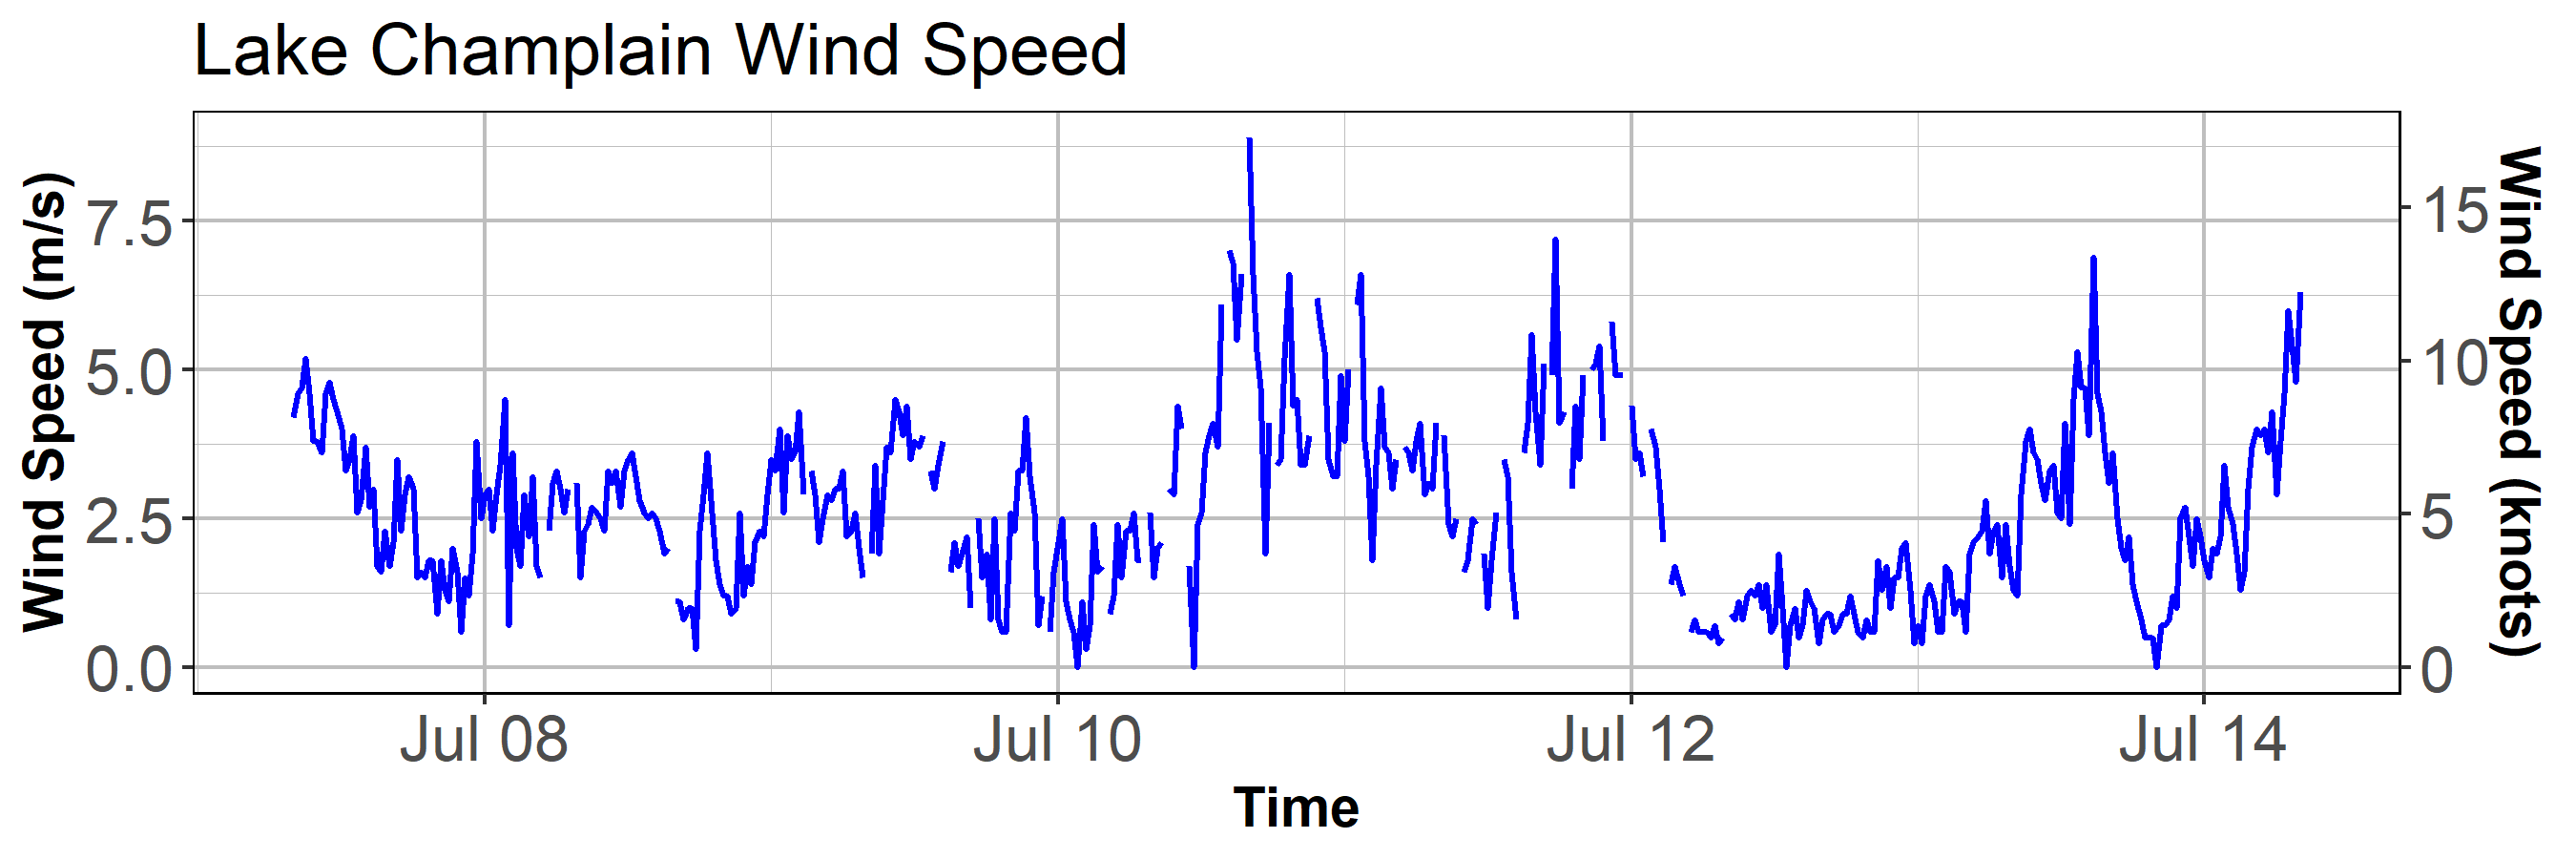 Lake Champlain Wind Speed
Wind Speed (m/s)
7.5
5.0
2.5
0.0
15
10
5
0
Wind Speed (knots)
Jul 08
Jul 10
Jul 12
Jul 14
Time